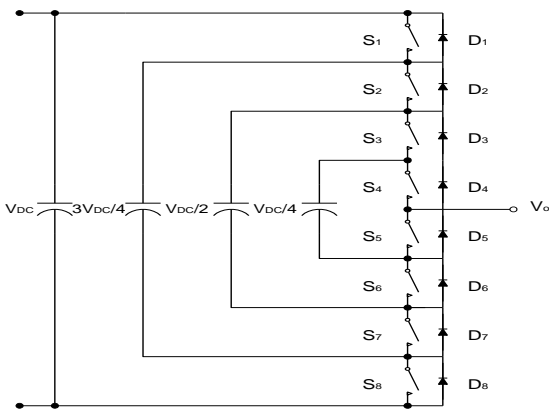 S1 D1
S2 D2
S3 D3
S4 D4
VDC 3VDC/4 VDC/2 VDC/4 Vo
S5 D5
S6 D6
S7 D7
S8 D8